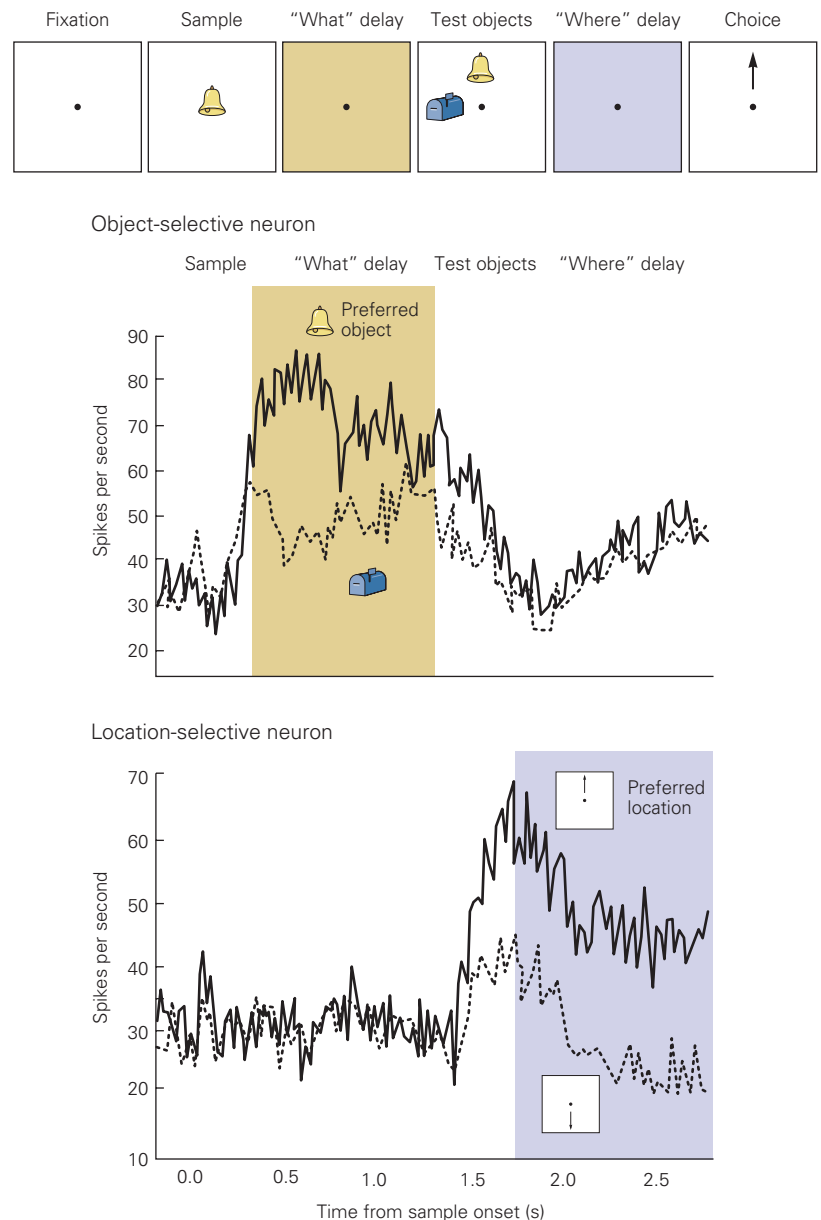 Fixation Sample “What” delay Test objects “Where” delay Choice
Object-selective neuron
Sample “What” delay Test objects “Where” delay
Preferred
object
90
80
70
60
50
40
30
20
Spikes per second
Location-selective neuron
Preferred
location
70
60
50
40
30
20
10
Spikes per second
0.0 0.5 1.0 1.5 2.0 2.5
Time from sample onset (s)